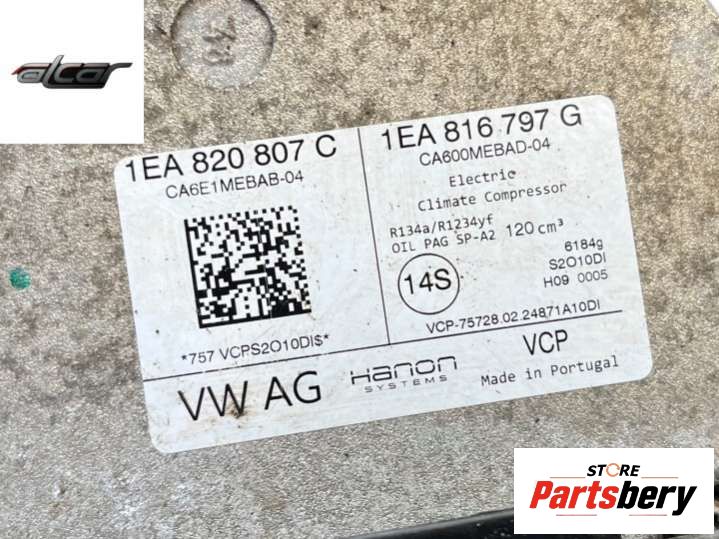 alcar
1EA 820 807 C
CA6E1MEBAB-04
*757 VCPS2O10DI$*
1EA 816 797 G
CA600MEBAD-04
Electric
Climate Compressor
R134a/R1234yf
OIL PAG SP-A2 120 cm³
6184g
S2O10DI
H09 0005
14S
VCP-75728.02.24871A10DI
VW AG
Hanon
SYSTEMS
VCP
Made in Portugal
STORE
Partsbery